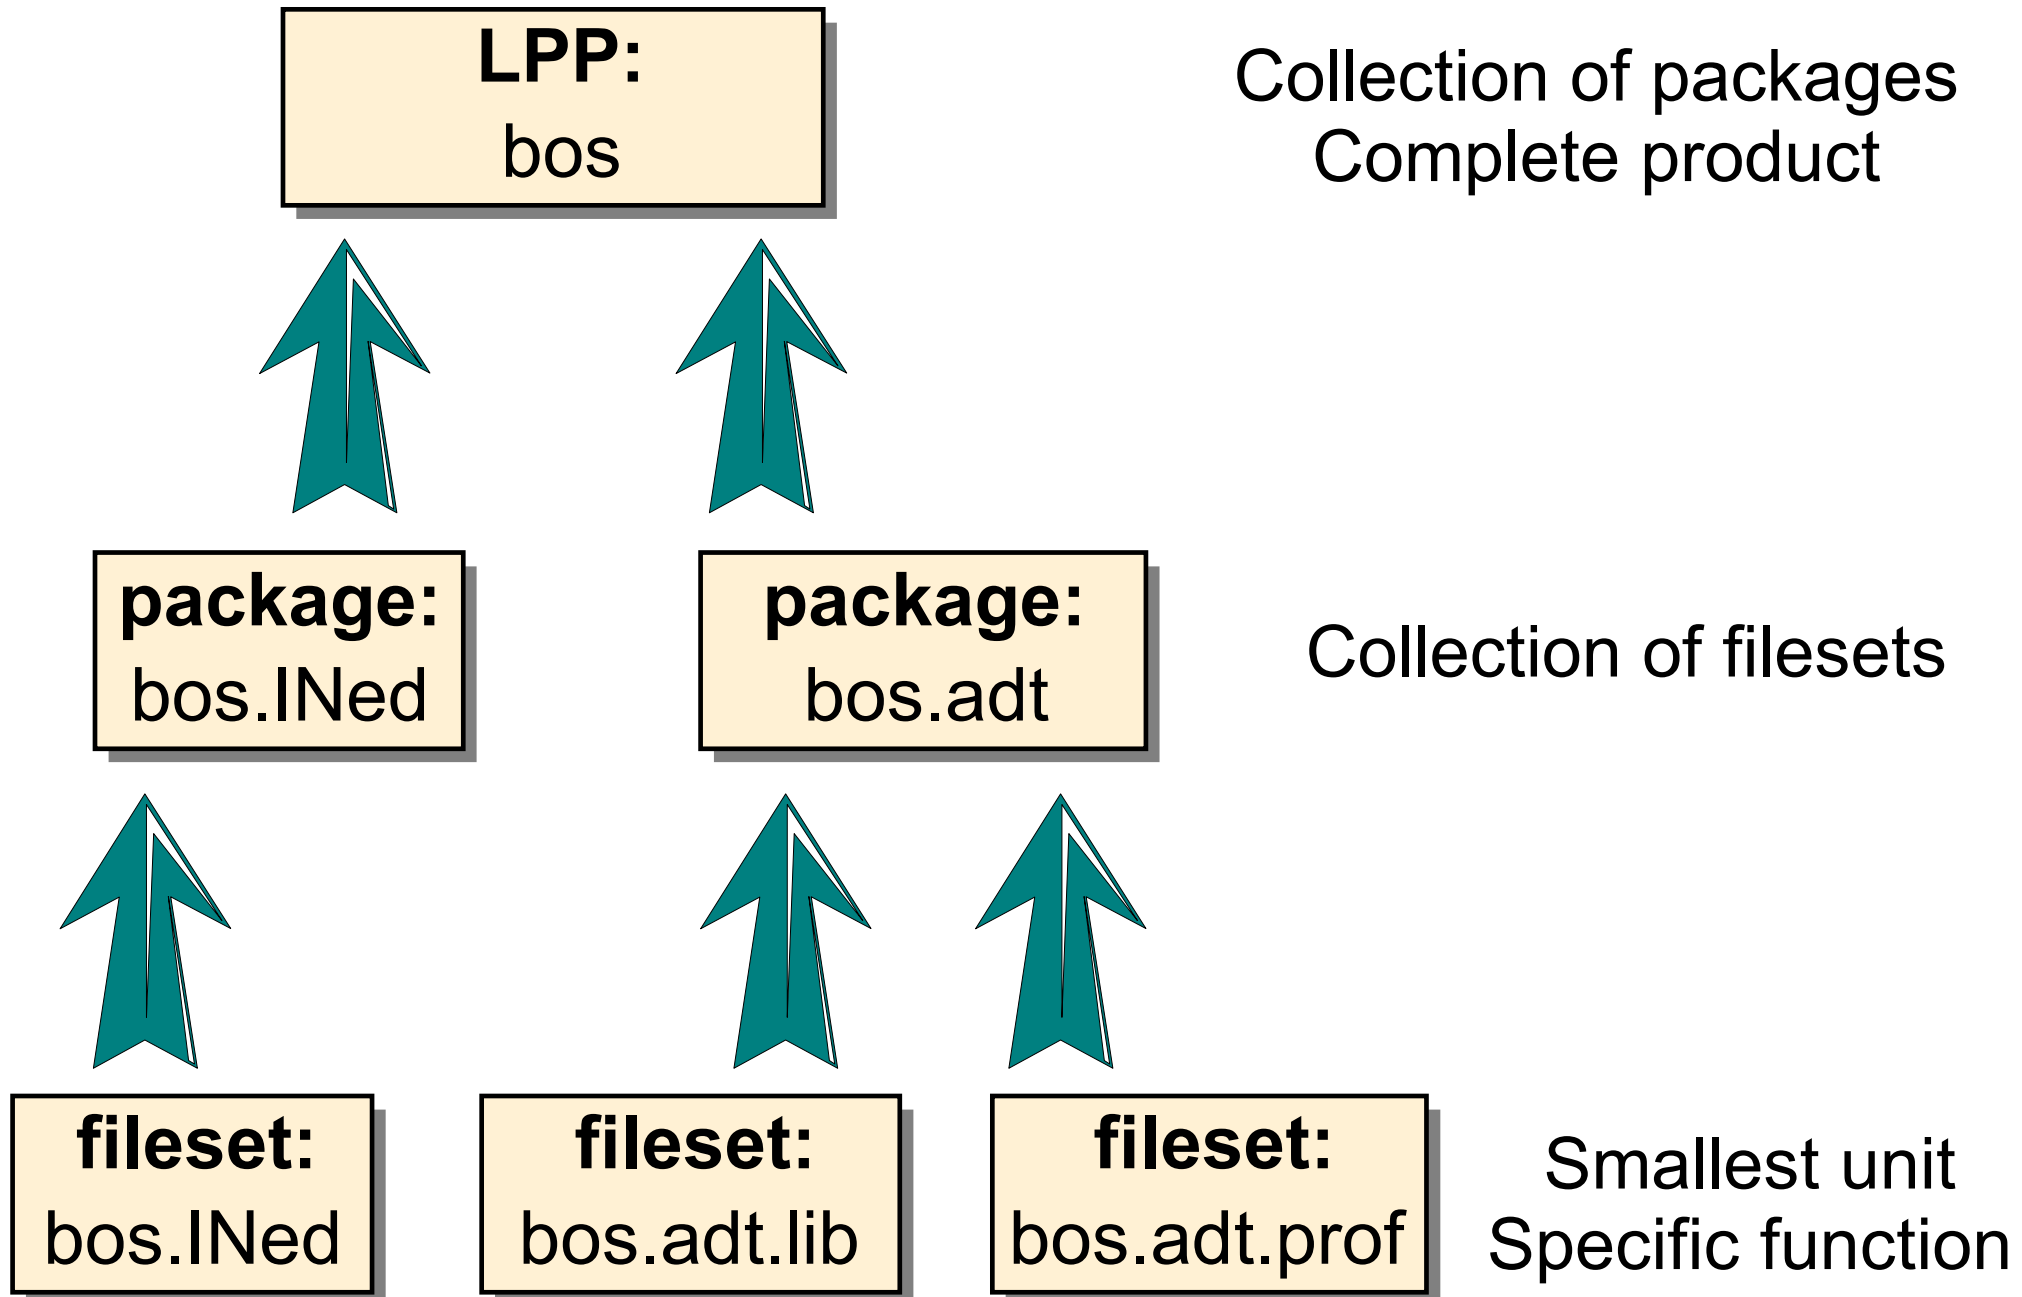 LPP:
bos
Collection of packages
Complete product
package:
bos.INed
package:
bos.adt
Collection of filesets
fileset:
bos.INed
fileset:
bos.adt.lib
fileset:
bos.adt.prof
Smallest unit
Specific function